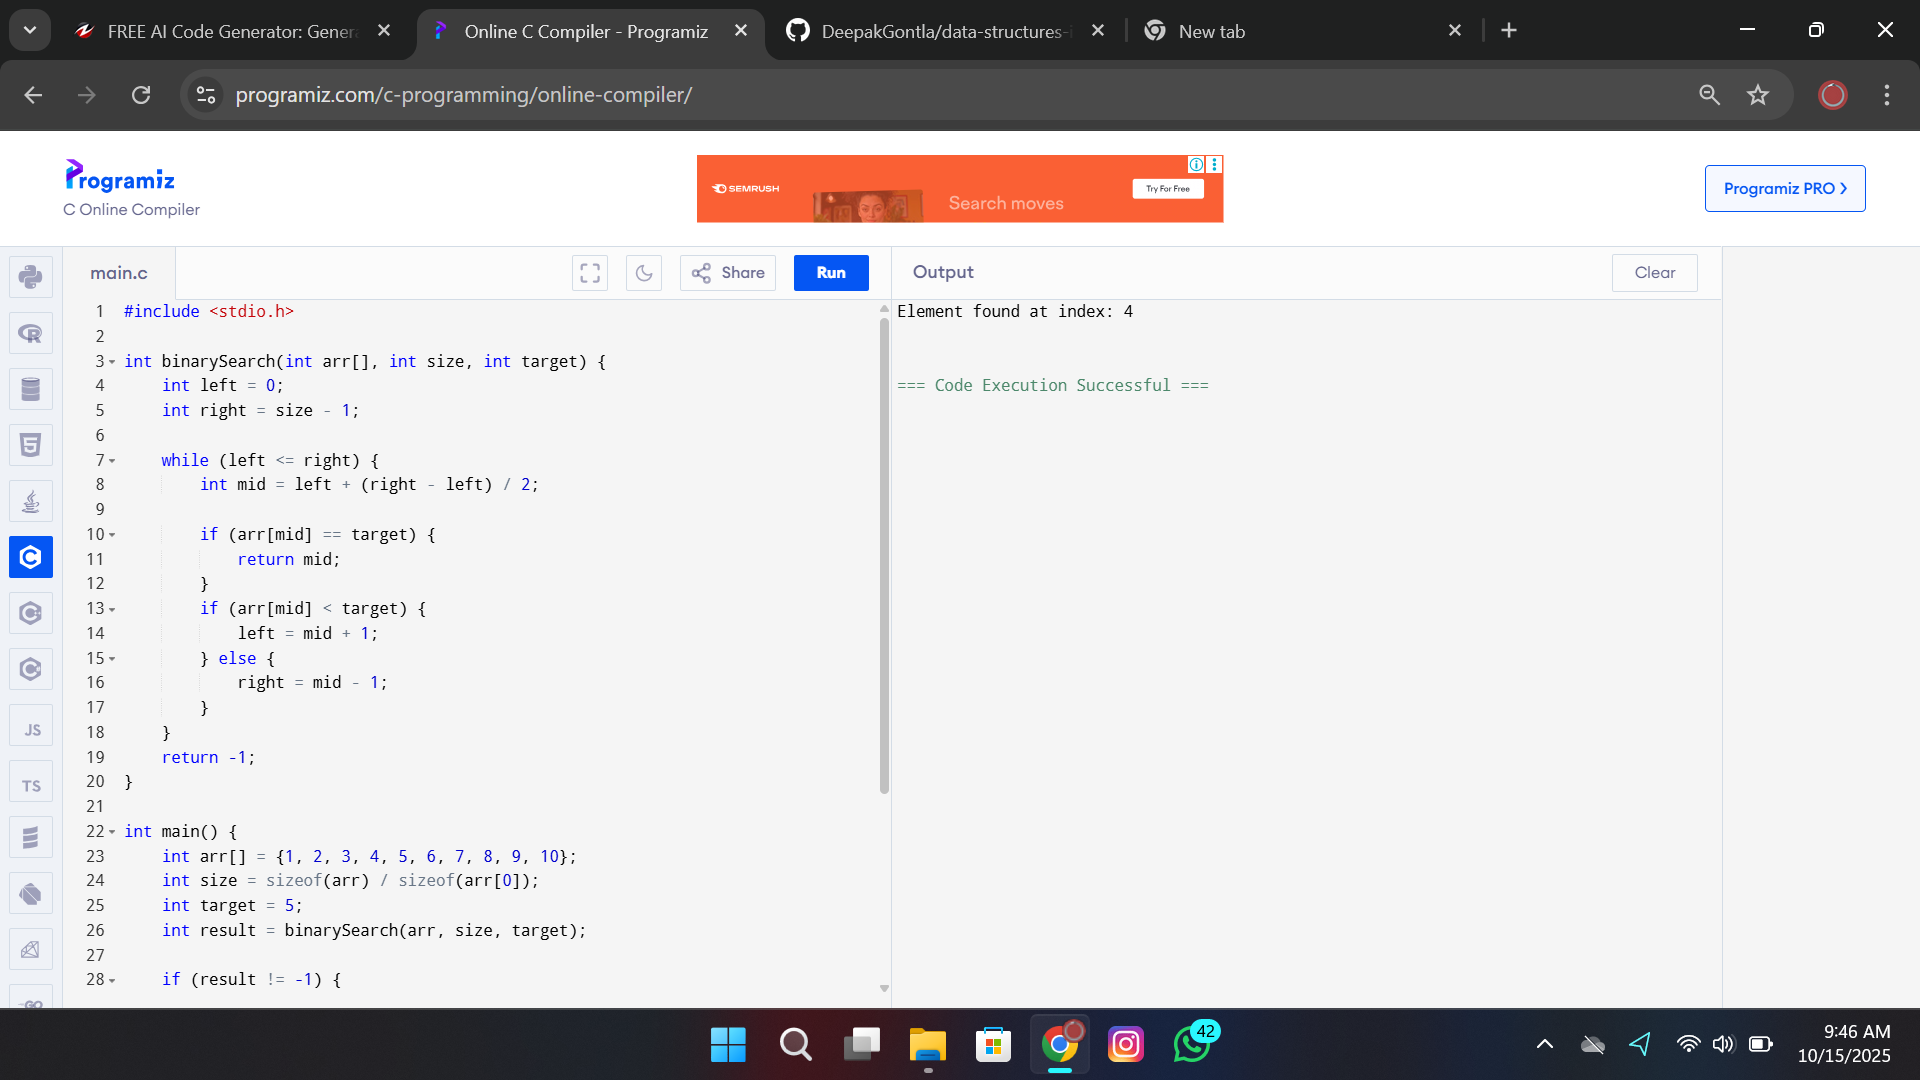 FREE AI Code Generator: Genera
Online C Compiler - Programiz
DeepakGontla/data-structures-i
New tab
programiz.com/c-programming/online-compiler/
Programiz
C Online Compiler
SEMRUSH
Search moves
Try For Free
Programiz PRO
main.c
Share
Run
Output
Clear
1 #include <stdio.h>
2
3 int binarySearch(int arr[], int size, int target) {
4     int left = 0;
5     int right = size - 1;
6
7     while (left <= right) {
8         int mid = left + (right - left) / 2;
9
10         if (arr[mid] == target) {
11             return mid;
12         }
13         if (arr[mid] < target) {
14             left = mid + 1;
15         } else {
16             right = mid - 1;
17         }
18     }
19     return -1;
20 }
21
22 int main() {
23     int arr[] = {1, 2, 3, 4, 5, 6, 7, 8, 9, 10};
24     int size = sizeof(arr) / sizeof(arr[0]);
25     int target = 5;
26     int result = binarySearch(arr, size, target);
27
28     if (result != -1) {
Element found at index: 4
=== Code Execution Successful ===
JS
TS
GO
42
9:46 AM
10/15/2025